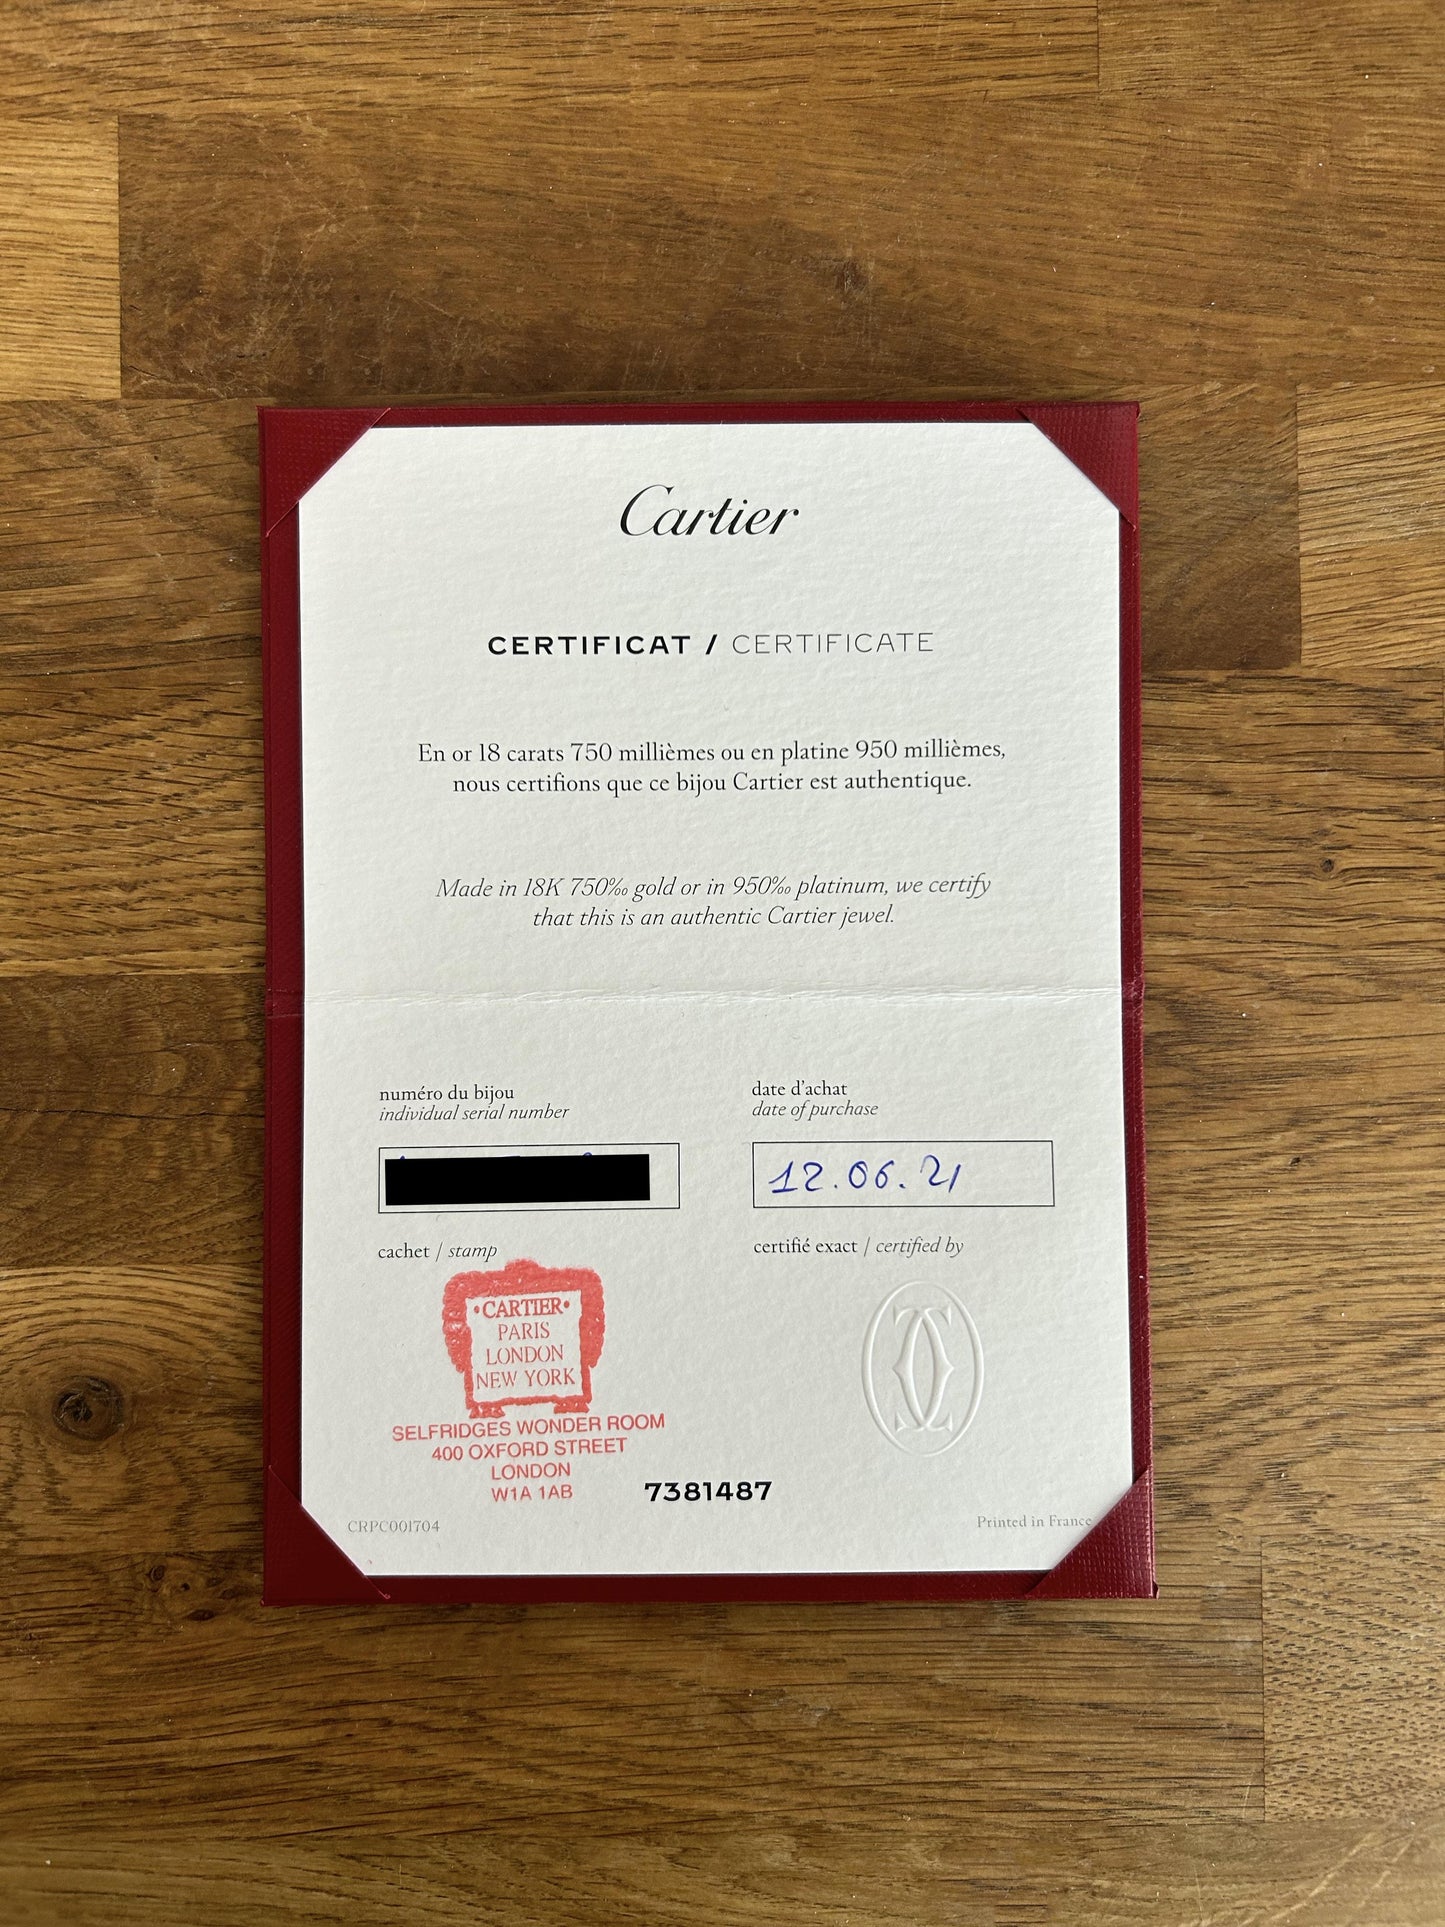 Cartier
CERTIFICAT / CERTIFICATE
En or 18 carats 750 millièmes ou en platine 950 millièmes,
nous certifions que ce bijou Cartier est authentique.
Made in 18K 750‰ gold or in 950‰ platinum, we certify
that this is an authentic Cartier jewel.
numéro du bijou
individual serial number
date d'achat
date of purchase
12.06.21
cachet / stamp
certifié exact / certified by
•CARTIER•
PARIS
LONDON
NEW YORK
SELFRIDGES WONDER ROOM
400 OXFORD STREET
LONDON
W1A 1AB
7381487
CRPC001704
Printed in France